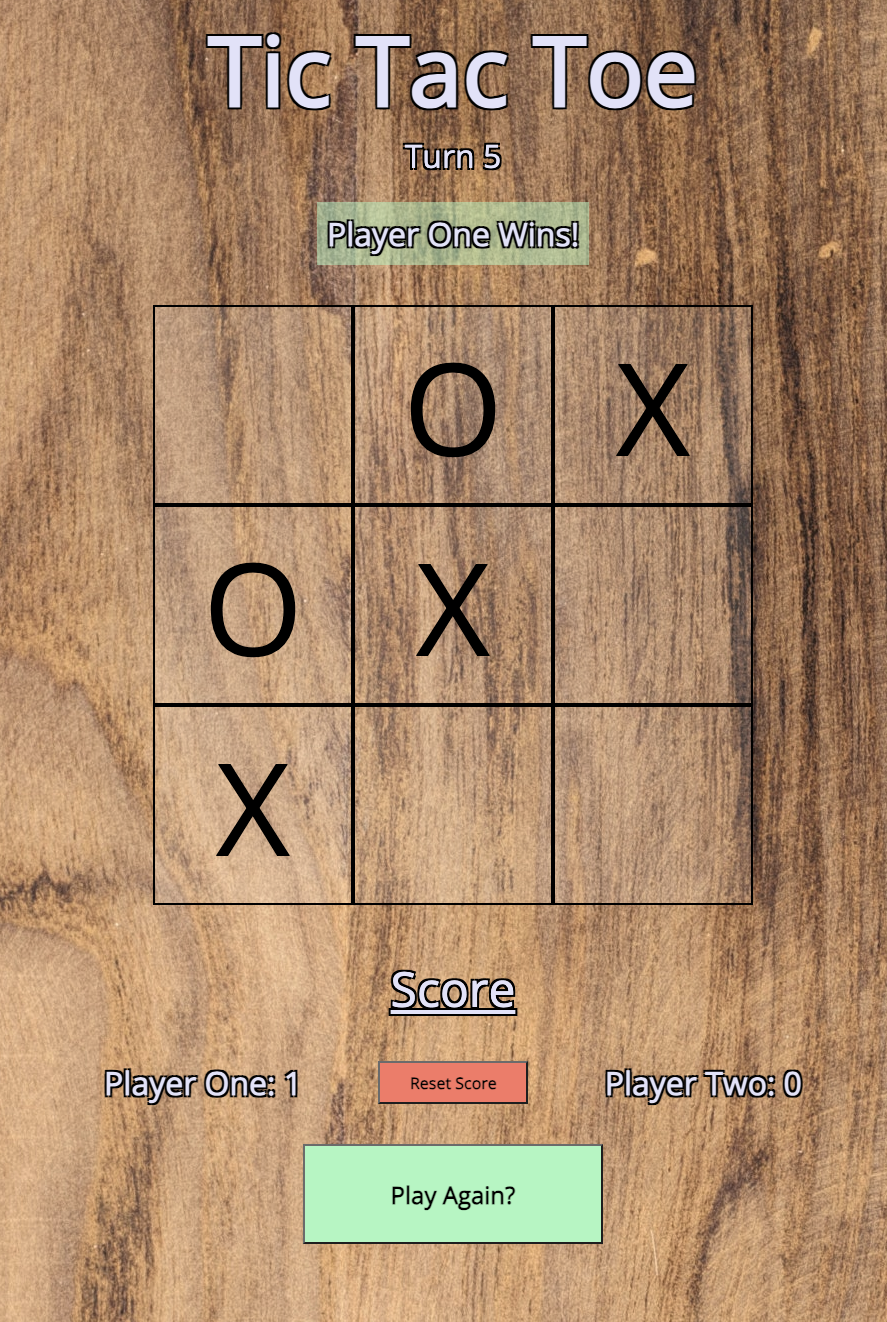 Tic Tac Toe
Turn 5
Player One Wins!
O X
O X
X
Score
Player One: 1 Reset Score Player Two: 0
Play Again?